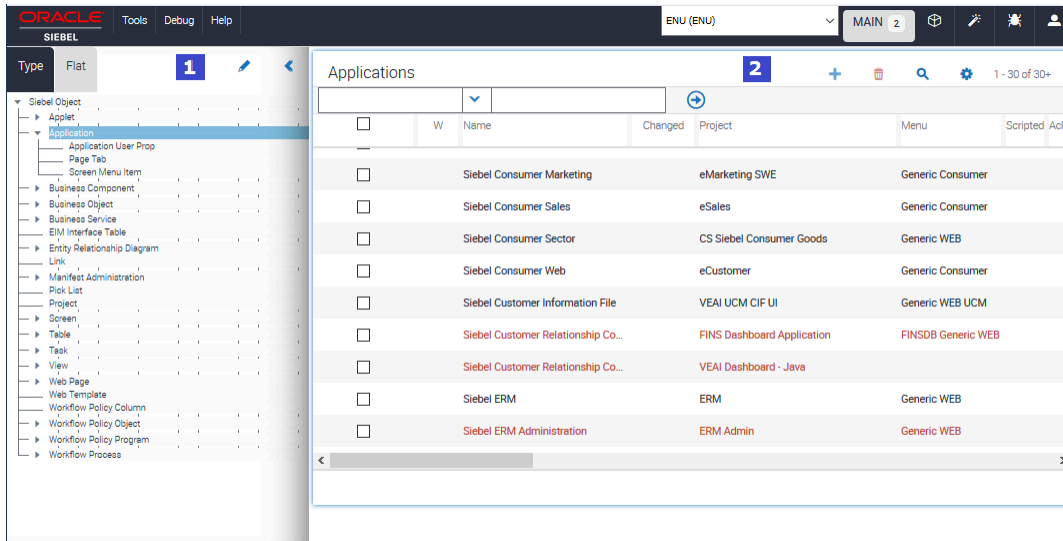 ORACLE
SIEBEL
Tools Debug Help
ENU (ENU)
MAIN 2
Type Flat
1
Siebel Object
Applet
Application
Application User Prop
Page Tab
Screen Menu Item
Business Component
Business Object
Business Service
EIM Interface Table
Entity Relationship Diagram
Link
Manifest Administration
Pick List
Project
Screen
Table
Task
View
Web Page
Web Template
Workflow Policy Column
Workflow Policy Object
Workflow Policy Program
Workflow Process
Applications
2
1 - 30 of 30+
W Name Changed Project Menu Scripted Ack
Siebel Consumer Marketing eMarketing SWE Generic Consumer
Siebel Consumer Sales eSales Generic Consumer
Siebel Consumer Sector CS Siebel Consumer Goods Generic WEB
Siebel Consumer Web eCustomer Generic Consumer
Siebel Customer Information File VEAI UCM CIF UI Generic WEB UCM
Siebel Customer Relationship Co... FINS Dashboard Application FINSDB Generic WEB
Siebel Customer Relationship Co... VEAI Dashboard - Java
Siebel ERM ERM Generic WEB
Siebel ERM Administration ERM Admin Generic WEB